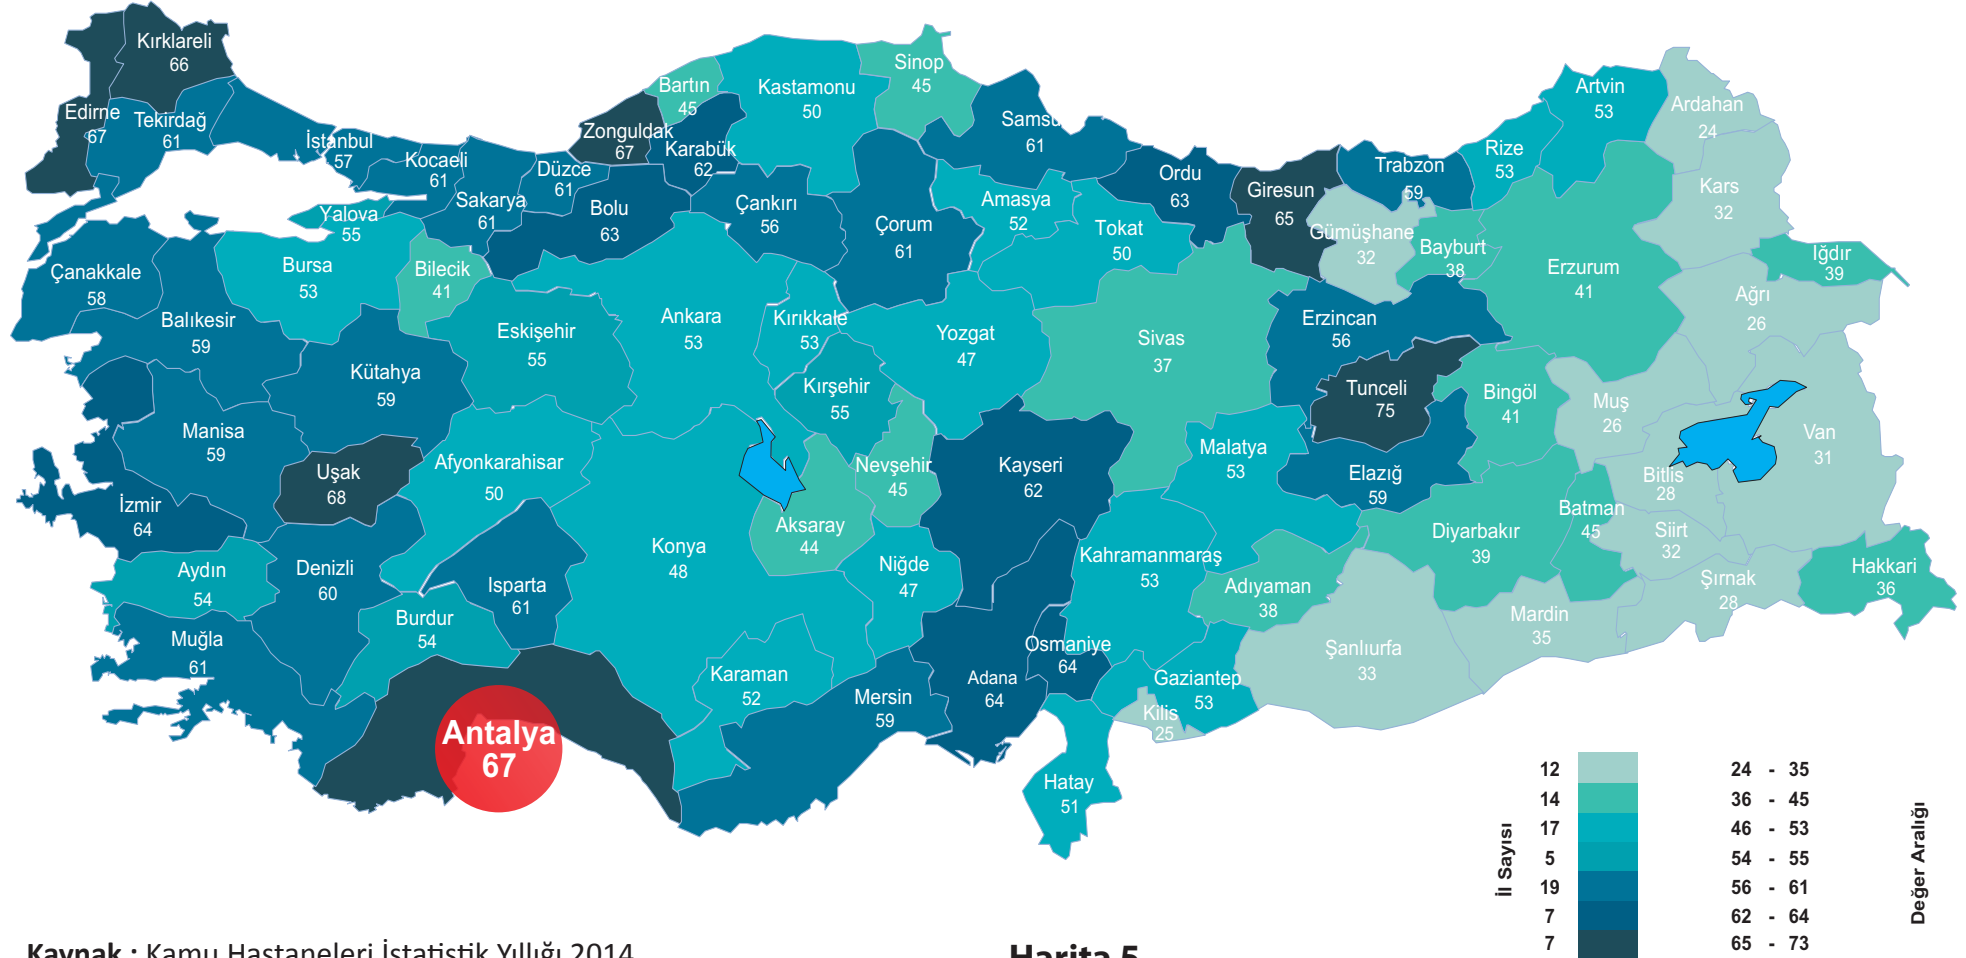 Kırklareli
66
Edirne
67
Tekirdağ
61
İstanbul
57
Kocaeli
61
Yalova
55
Sakarya
61
Düzce
61
Zonguldak
67
Bartın
45
Karabük
62
Bolu
63
Kastamonu
50
Sinop
45
Çankırı
56
Samsu
61
Çorum
61
Amasya
52
Tokat
50
Ordu
63
Giresun
65
Gümüşhane
32
Trabzon
59
Bayburt
38
Rize
53
Artvin
53
Ardahan
24
Kars
32
Iğdır
39
Ağrı
26
Erzurum
41
Çanakkale
58
Balıkesir
59
Bursa
53
Bilecik
41
Eskişehir
55
Ankara
53
Kırıkkale
53
Kırşehir
55
Yozgat
47
Sivas
37
Erzincan
56
Tunceli
75
Bingöl
41
Muş
26
Bitlis
28
Van
31
Kütahya
59
Manisa
59
Uşak
68
Afyonkarahisar
50
İzmir
64
Aydın
54
Denizli
60
Muğla
61
Burdur
54
Isparta
61
Konya
48
Aksaray
44
Nevşehir
45
Niğde
47
Kayseri
62
Malatya
53
Elazığ
59
Diyarbakır
39
Batman
45
Siirt
32
Şırnak
28
Hakkari
36
Mardin
35
Şanlıurfa
33
Adıyaman
38
Kahramanmaraş
53
Osmaniye
64
Gaziantep
53
Kilis
25
Hatay
51
Adana
64
Mersin
59
Karaman
52
Antalya
67
İl Sayısı
12 24 - 35
14 36 - 45
17 46 - 53
5 54 - 55
19 56 - 61
7 62 - 64
7 65 - 73
Değer Aralığı
Kaynak : Kamu Hastaneleri İstatistik Yıllığı 2014
Harita 5